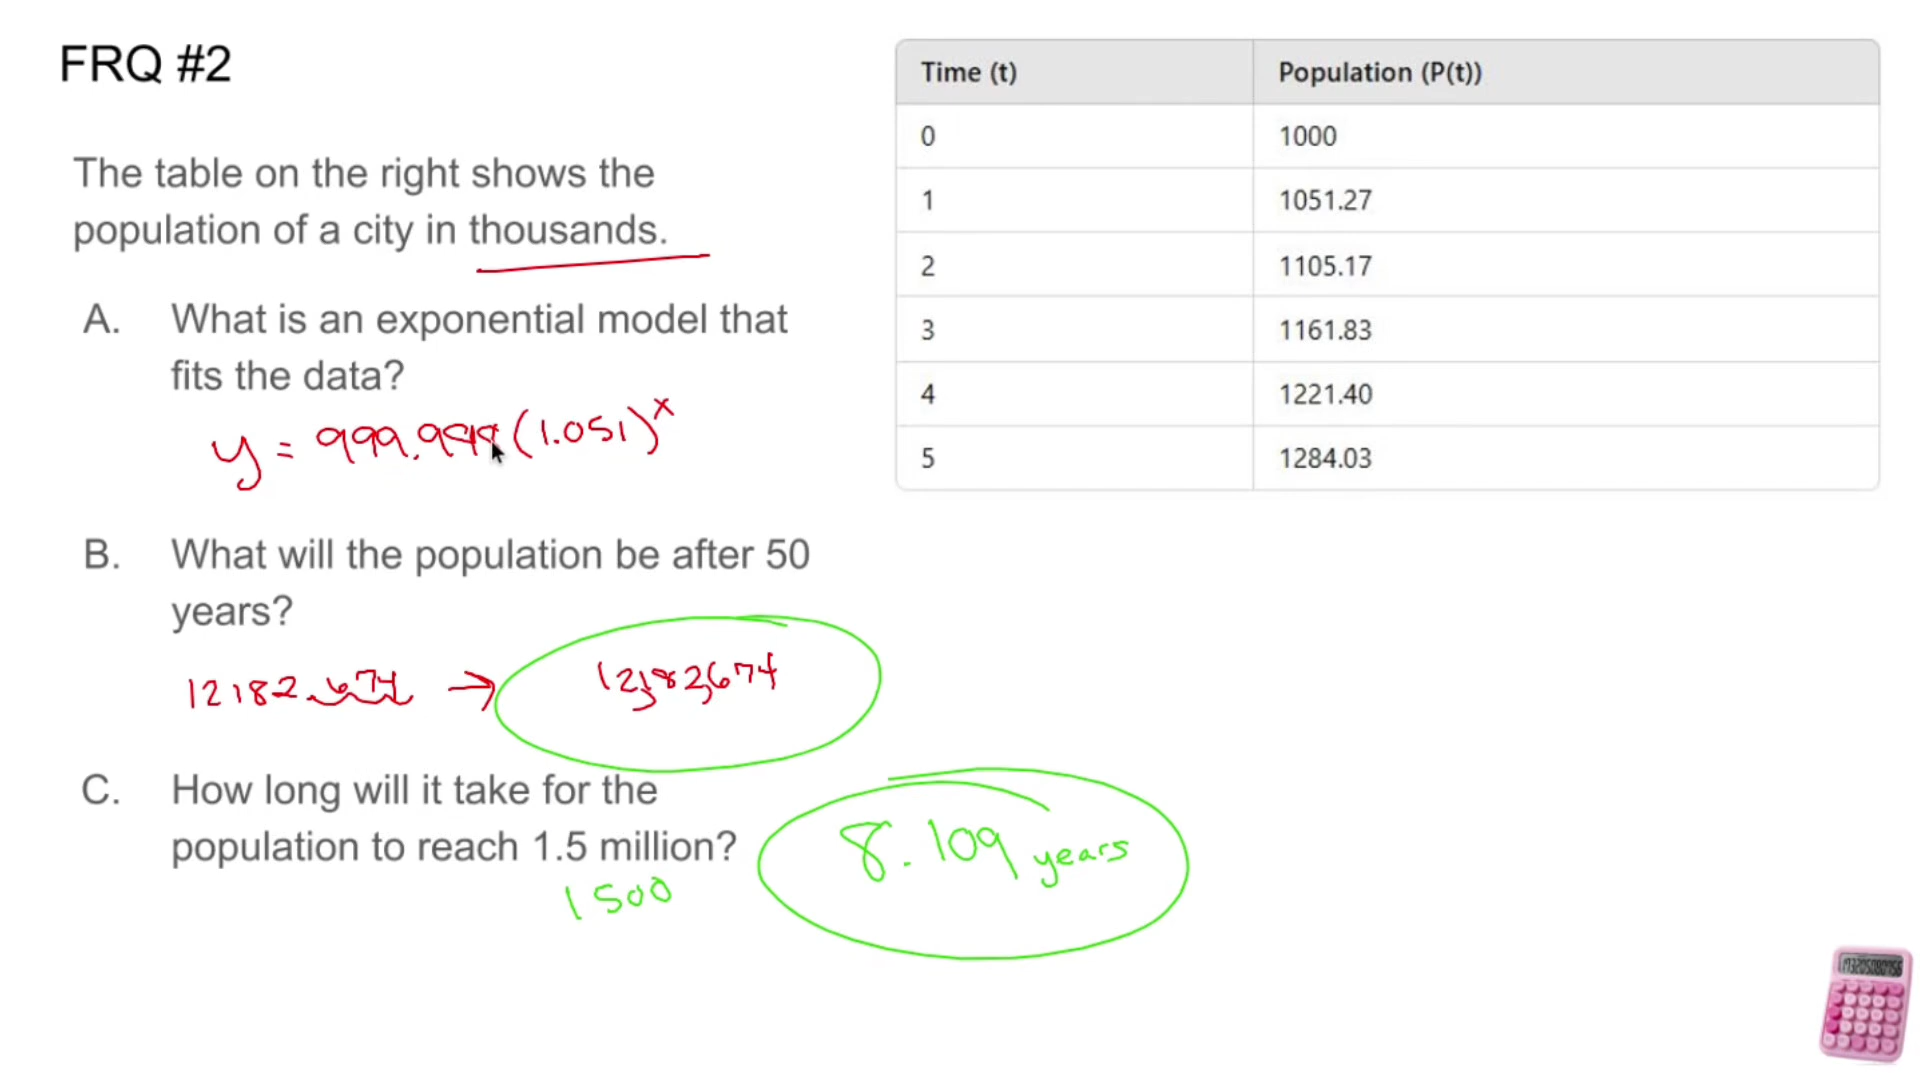 FRQ #2
The table on the right shows the
population of a city in thousands.
A. What is an exponential model that
fits the data?
y = 999.999 (1.051)^x
B. What will the population be after 50
years?
12182.674 → 12,182,674
C. How long will it take for the
population to reach 1.5 million?
1500
8.109 years
Time (t) Population (P(t))
0 1000
1 1051.27
2 1105.17
3 1161.83
4 1221.40
5 1284.03